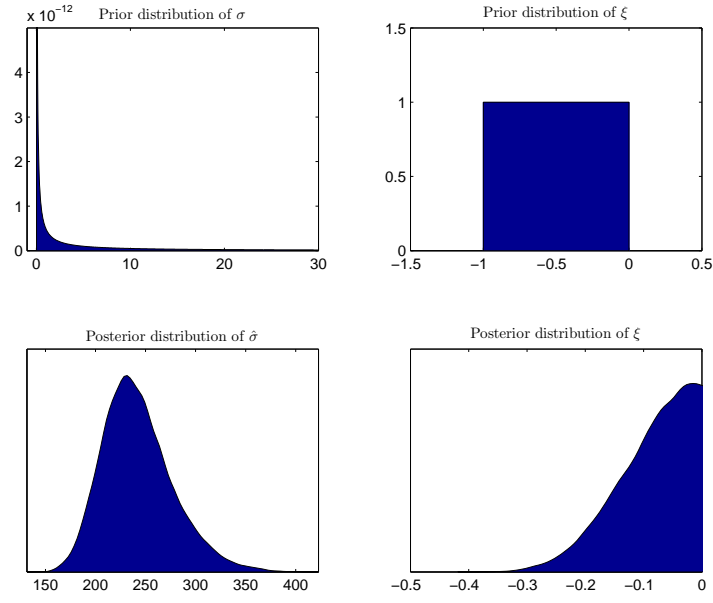 Prior distribution of σ
x 10⁻¹²
4
3
2
1
0
0 10 20 30
Prior distribution of ξ
1.5
1
0.5
0
−1.5 −1 −0.5 0 0.5
Posterior distribution of σ̂
150 200 250 300 350 400
Posterior distribution of ξ
−0.5 −0.4 −0.3 −0.2 −0.1 0